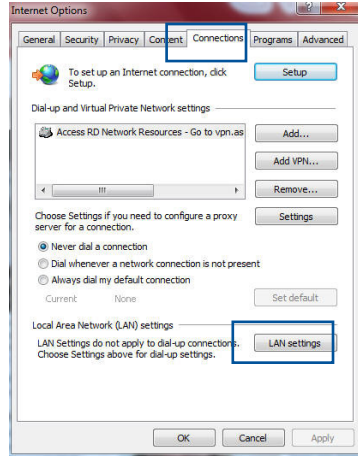 Internet Options
General Security Privacy Content Connections Programs Advanced
To set up an Internet connection, click
Setup.
Setup
Dial-up and Virtual Private Network settings
Access RD Network Resources - Go to vpn.as
Add...
Add VPN...
Remove...
Choose Settings if you need to configure a proxy
server for a connection.
Settings
Never dial a connection
Dial whenever a network connection is not present
Always dial my default connection
Current None
Set default
Local Area Network (LAN) settings
LAN Settings do not apply to dial-up connections.
Choose Settings above for dial-up settings.
LAN settings
OK Cancel Apply